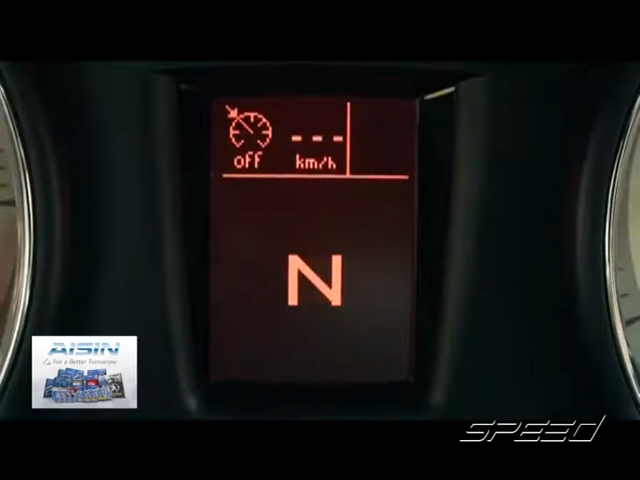 off
--- km/h
N
AISIN
For a Better Tomorrow
SPEED